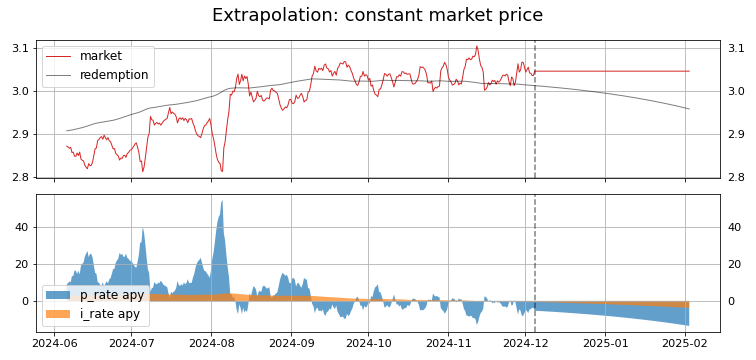 Extrapolation: constant market price
3.1 3.1
market
redemption
3.0 3.0
2.9 2.9
2.8 2.8
40 40
20 20
p_rate apy
0 0
i_rate apy
2024-06 2024-07 2024-08 2024-09 2024-10 2024-11 2024-12 2025-01 2025-02